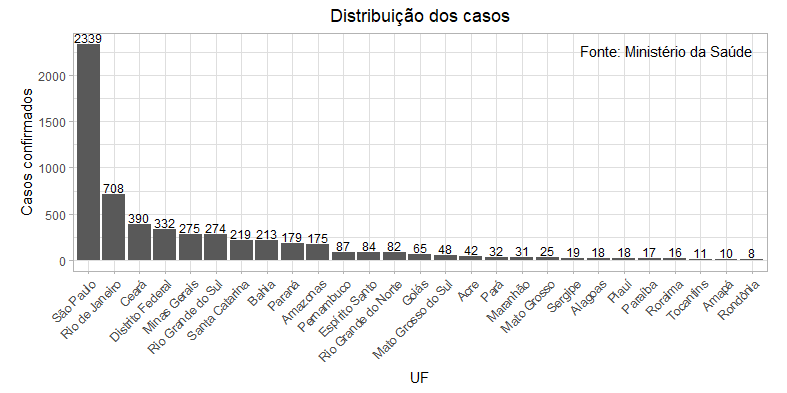 Distribuição dos casos
Fonte: Ministério da Saúde
Casos confirmados
2000
1500
1000
500
0
2339
708
390
332
275
274
219
213
179
175
87
84
82
65
48
42
32
31
25
19
18
18
17
16
11
10
8
São Paulo
Rio de Janeiro
Ceará
Distrito Federal
Minas Gerais
Rio Grande do Sul
Santa Catarina
Bahia
Paraná
Amazonas
Pernambuco
Espírito Santo
Rio Grande do Norte
Goiás
Mato Grosso do Sul
Acre
Pará
Maranhão
Mato Grosso
Sergipe
Alagoas
Piauí
Paraíba
Roraima
Tocantins
Amapá
Rondônia
UF